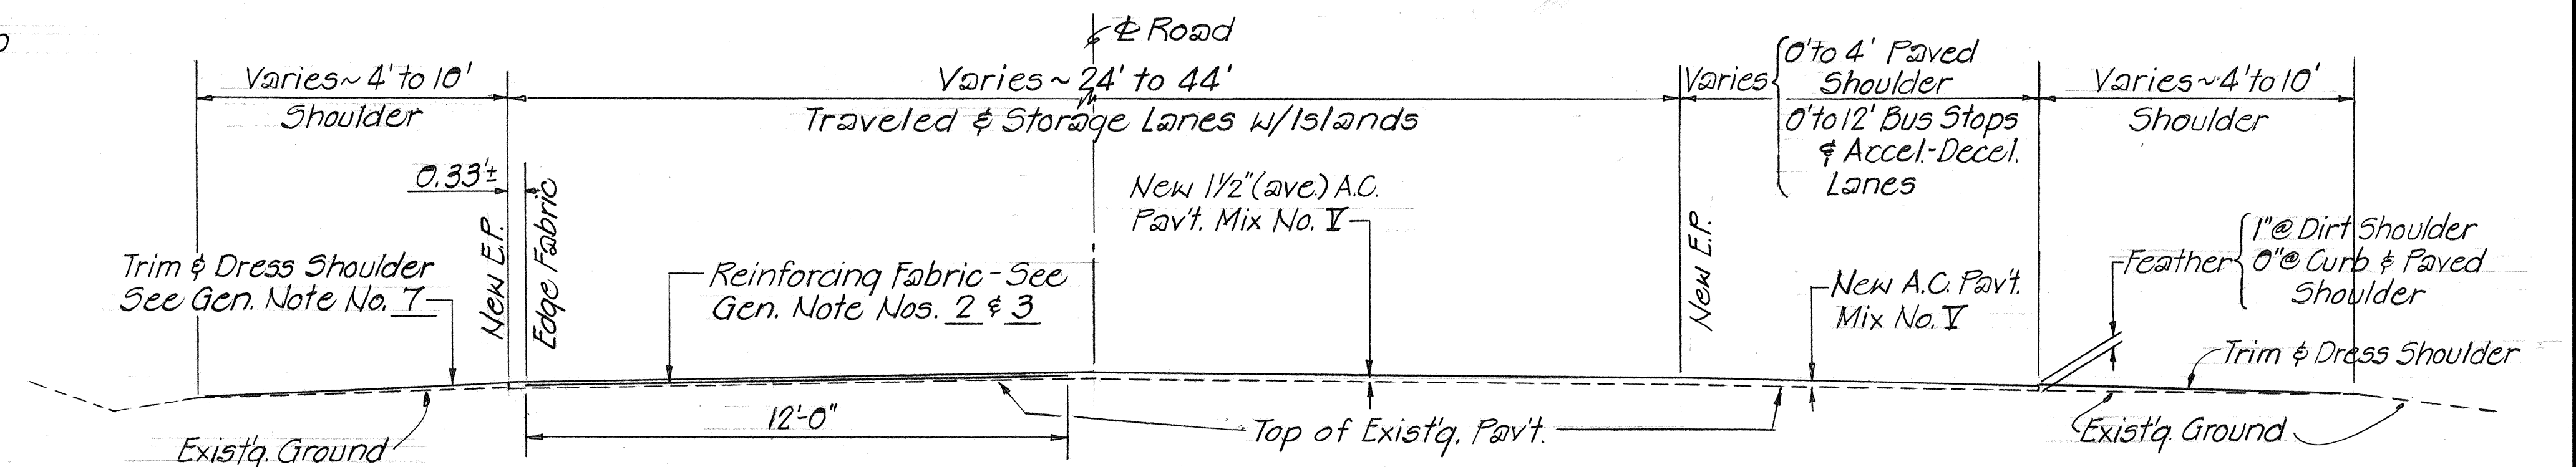 ℄ Road
Varies ~ 4' to 10'
Shoulder
Varies ~ 24' to 44'
Traveled & Storage Lanes w/Islands
Varies
0' to 4' Paved
Shoulder
0' to 12' Bus Stops
& Accel.-Decel.
Lanes
Varies ~ 4' to 10'
Shoulder
0.33'±
New E.P.
Edge Fabric
Trim & Dress Shoulder
See Gen. Note No. 7
Reinforcing Fabric - See
Gen. Note Nos. 2 & 3
New 1½" (ave.) A.C.
Pav't. Mix No. V
New E.P.
New A.C. Pav't.
Mix No. V
Feather
1" @ Dirt Shoulder
0" @ Curb & Paved
Shoulder
Trim & Dress Shoulder
12'-0"
Exist'g. Ground
Top of Exist'g. Pav't.
Exist'g. Ground